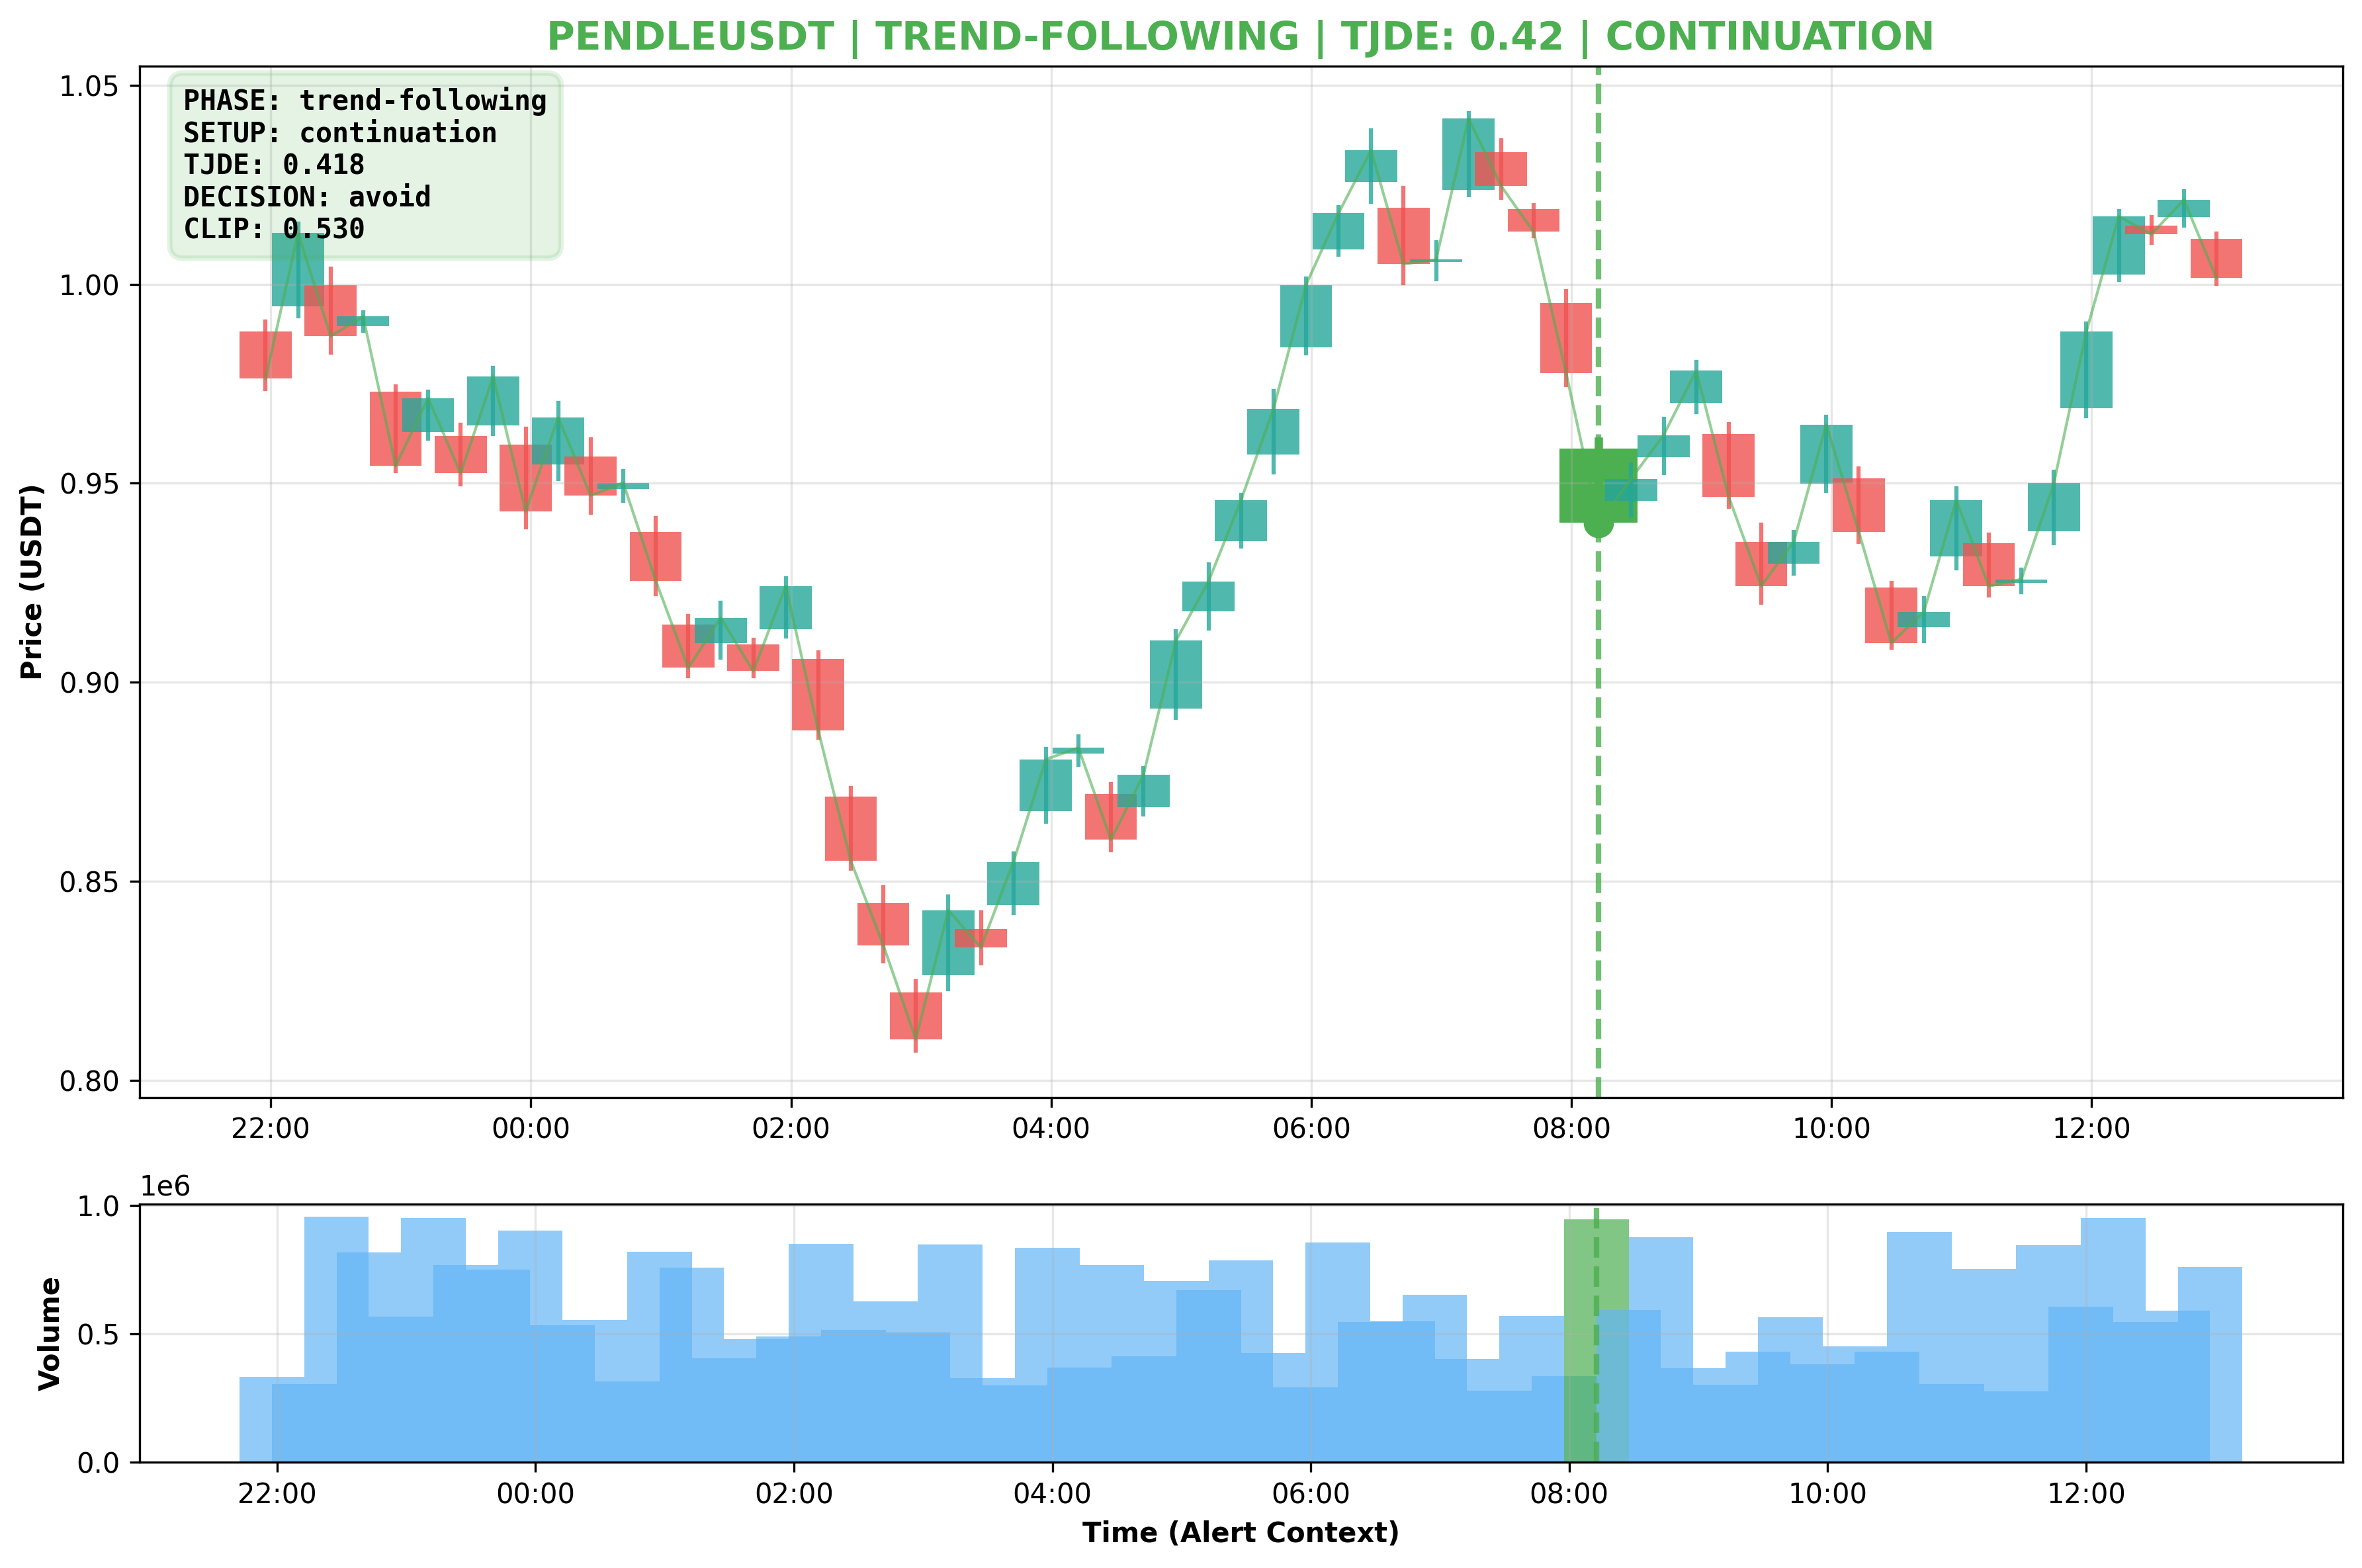 PENDLEUSDT | TREND-FOLLOWING | TJDE: 0.42 | CONTINUATION
PHASE: trend-following
SETUP: continuation
TJDE: 0.418
DECISION: avoid
CLIP: 0.530
Price (USDT)
1.05
1.00
0.95
0.90
0.85
0.80
22:00 00:00 02:00 04:00 06:00 08:00 10:00 12:00
1e6
Volume
1.0
0.5
0.0
22:00 00:00 02:00 04:00 06:00 08:00 10:00 12:00
Time (Alert Context)